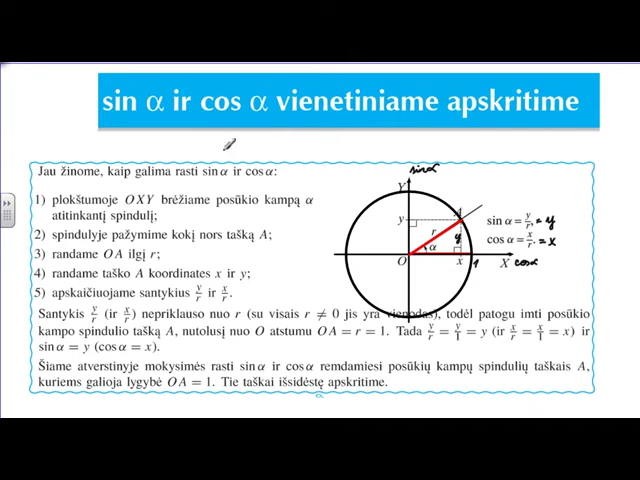 sin α ir cos α vienetiniame apskritime
Jau žinome, kaip galima rasti sin α ir cos α:
1) plokštumoje OXY brėžiame posūkio kampą α
atitinkantį spindulį;
2) spindulyje pažymime kokį nors tašką A;
3) randame OA ilgį r;
4) randame taško A koordinates x ir y;
5) apskaičiuojame santykius y/r ir x/r.
sin α
Y
A
y
r
y
α
O
x
1
X
cos α
sin α = y/r, = y
cos α = x/r. = x
Santykis y/r (ir x/r) nepriklauso nuo r (su visais r ≠ 0 jis yra vienodas), todėl patogu imti posūkio
kampo spindulio tašką A, nutolusį nuo O atstumu OA = r = 1. Tada y/r = y/1 = y (ir x/r = x/1 = x) ir
sin α = y (cos α = x).
Šiame atverstinyje mokysimės rasti sin α ir cos α remdamiesi posūkių kampų spindulių taškais A,
kuriems galioja lygybė OA = 1. Tie taškai išsidėstę apskritime.